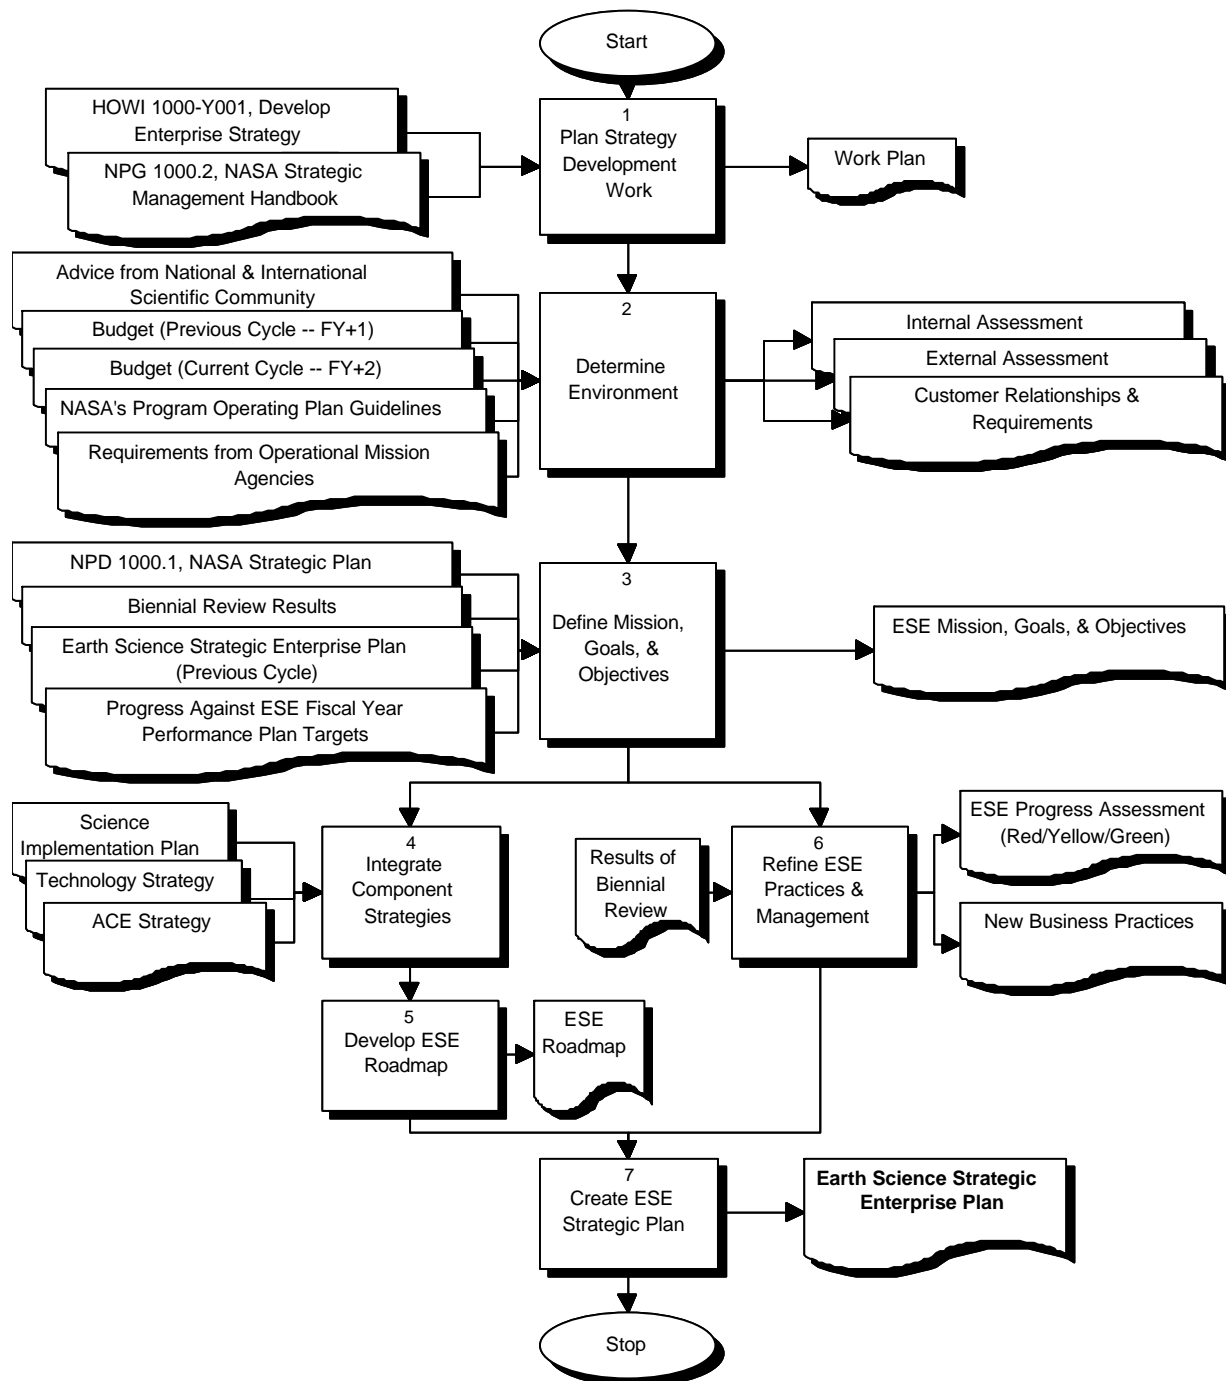 Start
HOWI 1000-Y001, Develop
Enterprise Strategy
NPG 1000.2, NASA Strategic
Management Handbook
1
Plan Strategy
Development
Work
Work Plan
Advice from National & International
Scientific Community
Budget (Previous Cycle -- FY+1)
Budget (Current Cycle -- FY+2)
NASA's Program Operating Plan Guidelines
Requirements from Operational Mission
Agencies
2
Determine
Environment
Internal Assessment
External Assessment
Customer Relationships &
Requirements
NPD 1000.1, NASA Strategic Plan
Biennial Review Results
Earth Science Strategic Enterprise Plan
(Previous Cycle)
Progress Against ESE Fiscal Year
Performance Plan Targets
3
Define Mission,
Goals, &
Objectives
ESE Mission, Goals, & Objectives
Science
Implementation Plan
Technology Strategy
ACE Strategy
4
Integrate
Component
Strategies
Results of
Biennial
Review
6
Refine ESE
Practices &
Management
ESE Progress Assessment
(Red/Yellow/Green)
New Business Practices
5
Develop ESE
Roadmap
ESE
Roadmap
7
Create ESE
Strategic Plan
Earth Science Strategic
Enterprise Plan
Stop